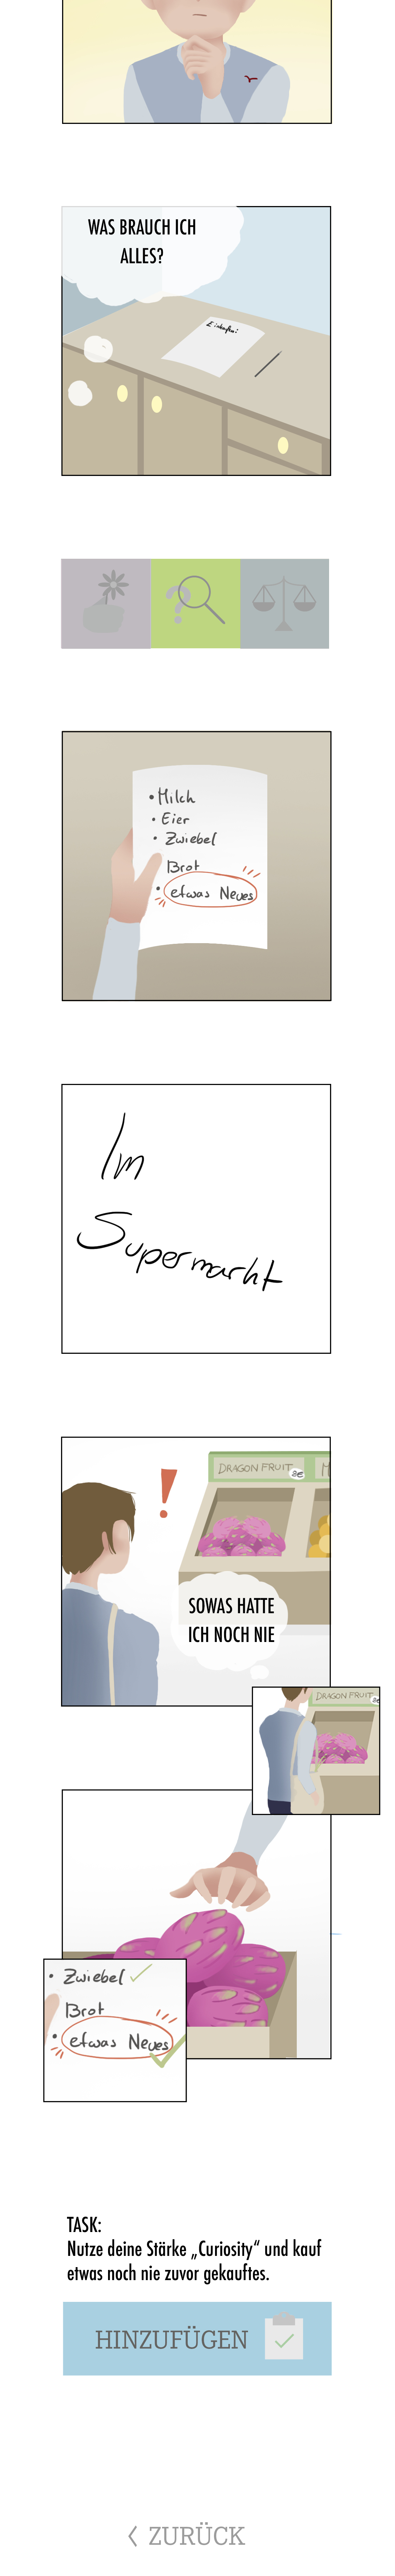 WAS BRAUCH ICH
ALLES?
Einkaufen:
• Milch
• Eier
• Zwiebel
Brot
• etwas Neues
Im
Supermarkt
DRAGON FRUIT
8€
M
SOWAS HATTE
ICH NOCH NIE
DRAGON FRUIT
• Zwiebel
Brot
• etwas Neues
TASK:
Nutze deine Stärke „Curiosity“ und kauf
etwas noch nie zuvor gekauftes.
HINZUFÜGEN
ZURÜCK